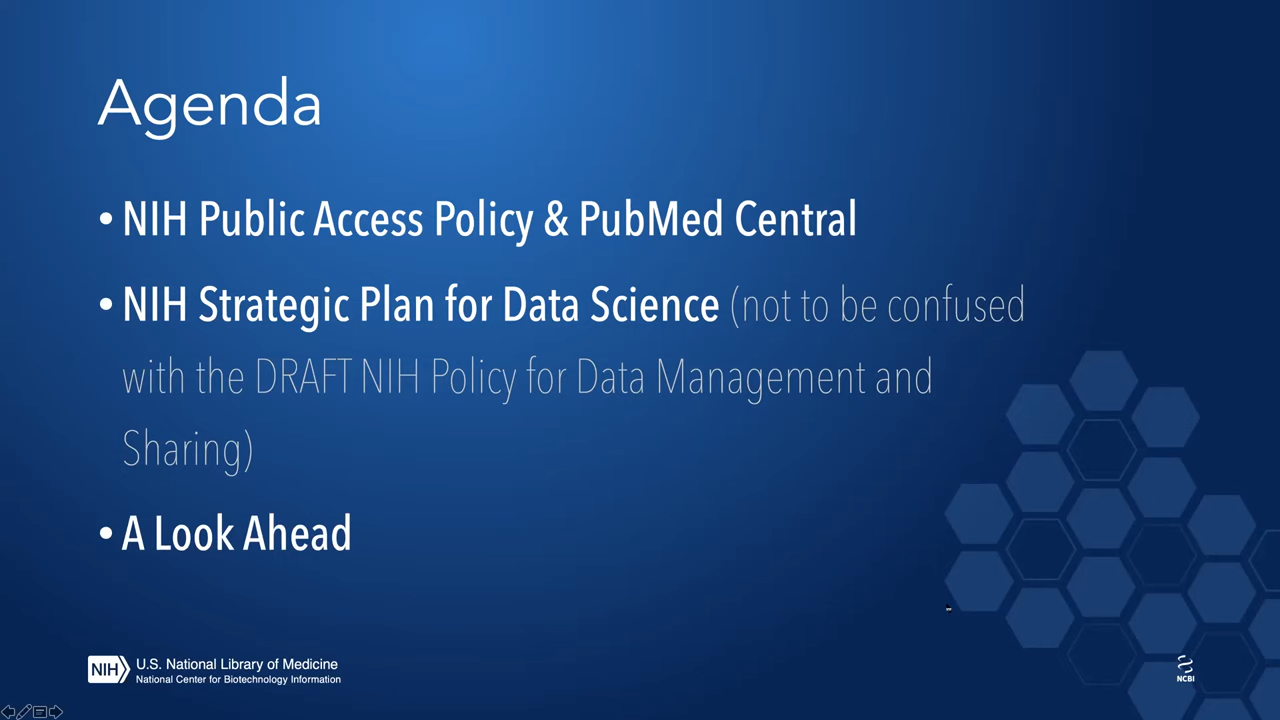 Agenda
• NIH Public Access Policy & PubMed Central
• NIH Strategic Plan for Data Science (not to be confused
with the DRAFT NIH Policy for Data Management and
Sharing)
• A Look Ahead
NIH
U.S. National Library of Medicine
National Center for Biotechnology Information
NCBI